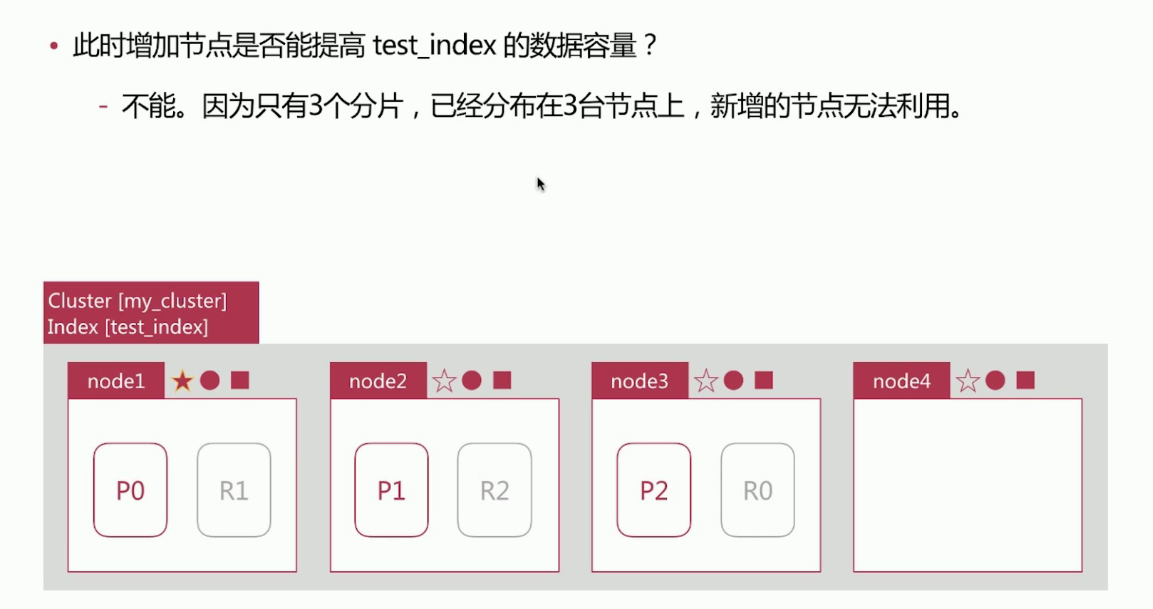 • 此时增加节点是否能提高 test_index 的数据容量？
- 不能。因为只有3个分片，已经分布在3台节点上，新增的节点无法利用。
Cluster [my_cluster]
Index [test_index]
node1 node2 node3 node4
P0 R1 P1 R2 P2 R0